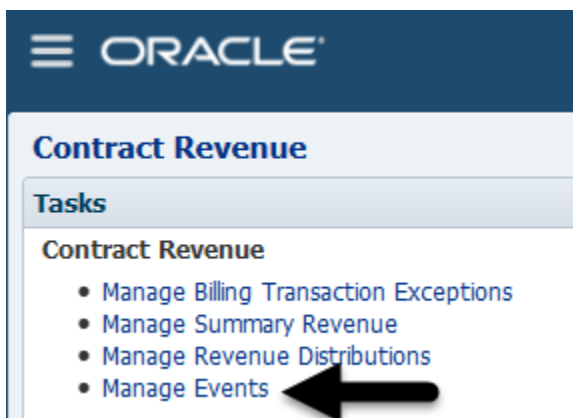 ORACLE
Contract Revenue
Tasks
Contract Revenue
• Manage Billing Transaction Exceptions
• Manage Summary Revenue
• Manage Revenue Distributions
• Manage Events